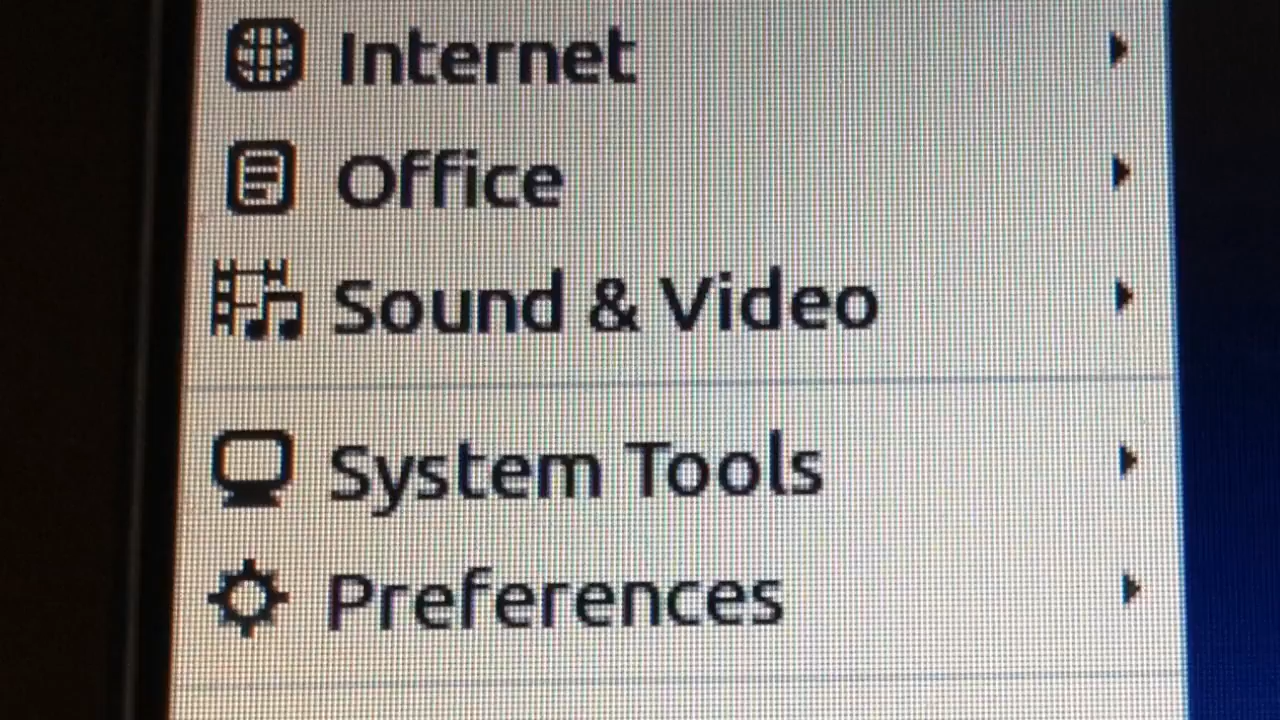 Internet
Office
Sound & Video
System Tools
Preferences